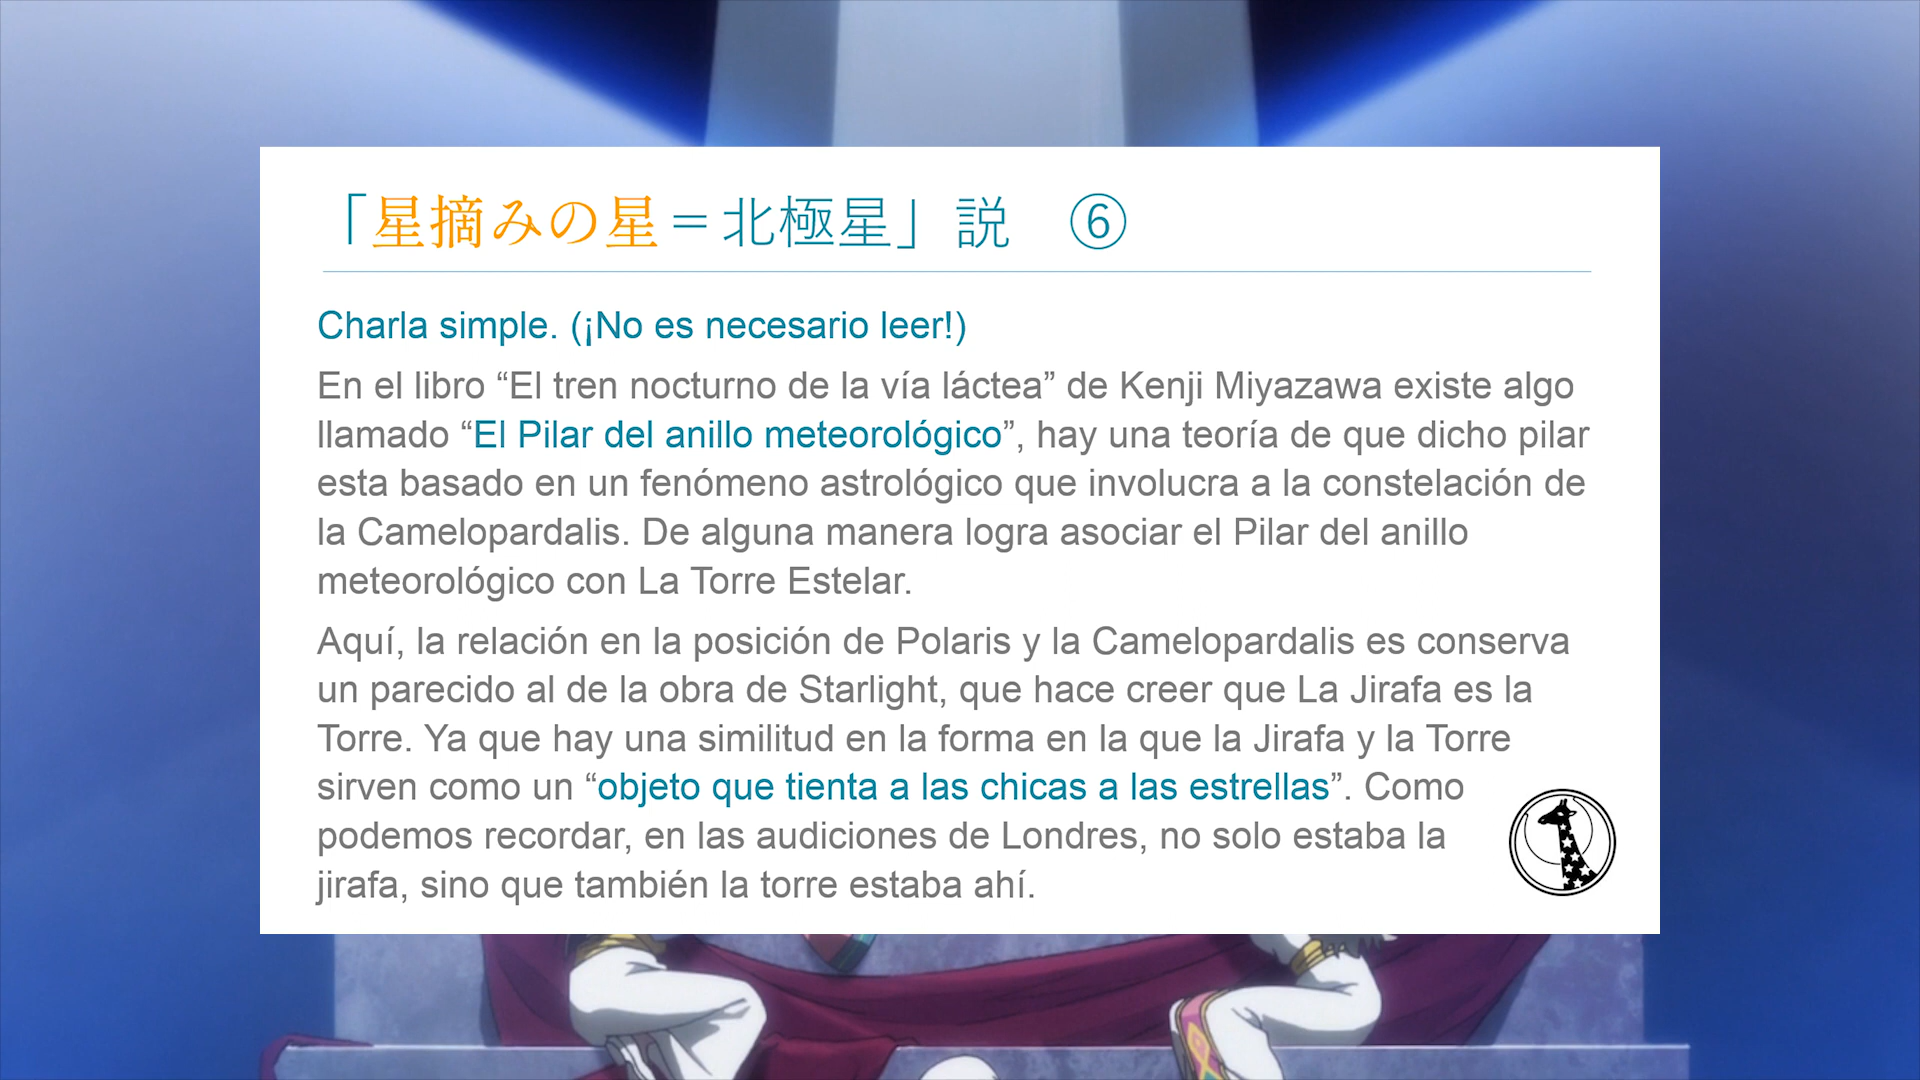 「星摘みの星＝北極星」説　⑥
Charla simple. (¡No es necesario leer!)
En el libro “El tren nocturno de la vía láctea” de Kenji Miyazawa existe algo
llamado “El Pilar del anillo meteorológico”, hay una teoría de que dicho pilar
esta basado en un fenómeno astrológico que involucra a la constelación de
la Camelopardalis. De alguna manera logra asociar el Pilar del anillo
meteorológico con La Torre Estelar.
Aquí, la relación en la posición de Polaris y la Camelopardalis es conserva
un parecido al de la obra de Starlight, que hace creer que La Jirafa es la
Torre. Ya que hay una similitud en la forma en la que la Jirafa y la Torre
sirven como un “objeto que tienta a las chicas a las estrellas”. Como
podemos recordar, en las audiciones de Londres, no solo estaba la
jirafa, sino que también la torre estaba ahí.